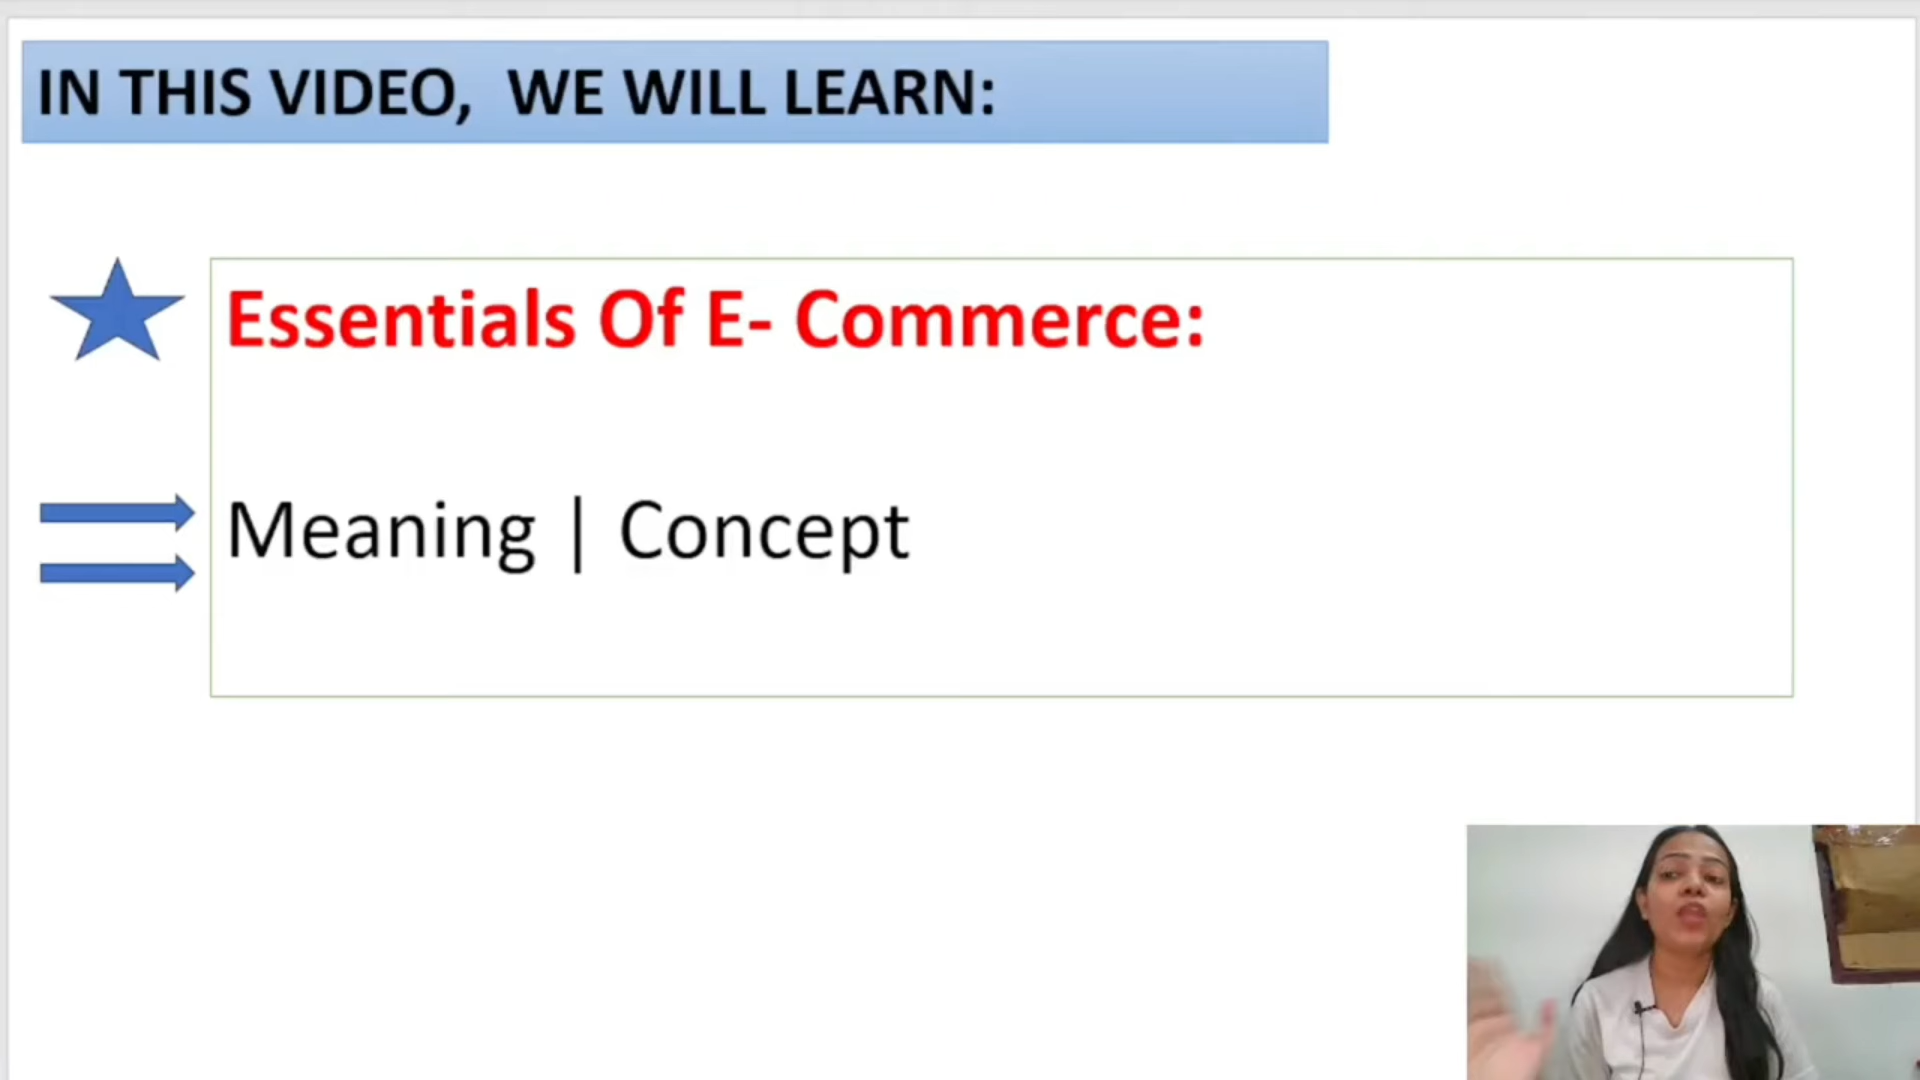 IN THIS VIDEO, WE WILL LEARN:
Essentials Of E- Commerce:
Meaning | Concept